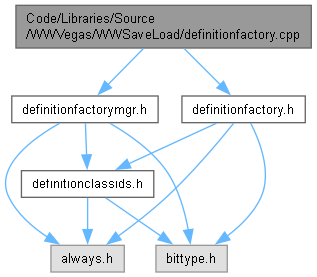 Code/Libraries/Source
/WWVegas/WWSaveLoad/definitionfactory.cpp
definitionfactorymgr.h
definitionfactory.h
definitionclassids.h
always.h
bittype.h